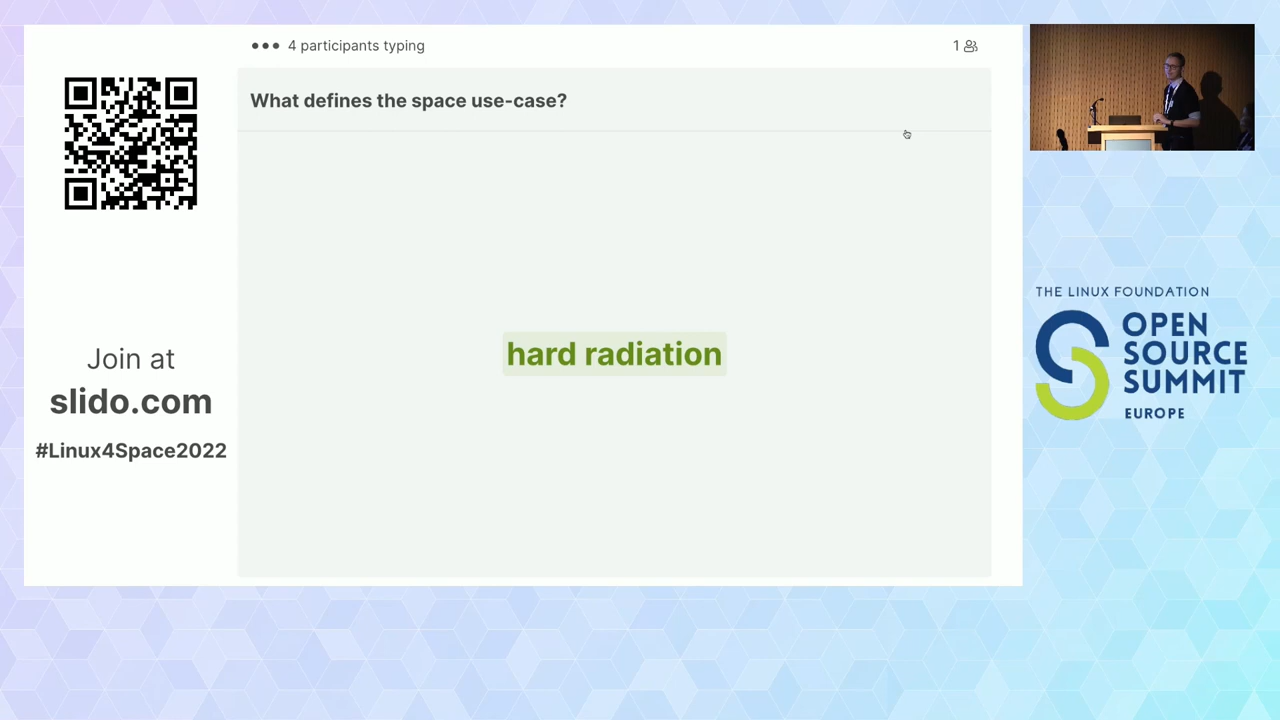 4 participants typing
1
What defines the space use-case?
hard radiation
Join at
slido.com
#Linux4Space2022
THE LINUX FOUNDATION
OPEN
SOURCE
SUMMIT
EUROPE